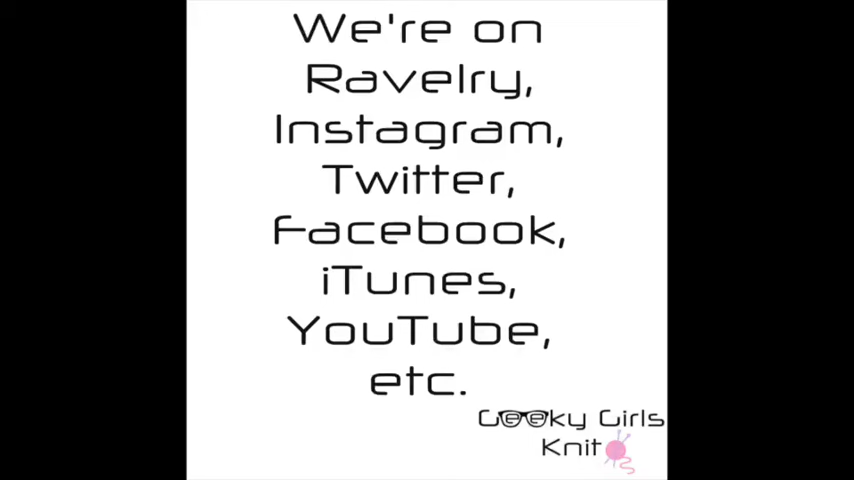 We're on
Ravelry,
Instagram,
Twitter,
Facebook,
iTunes,
YouTube,
etc.
Geeky Girls
Knit